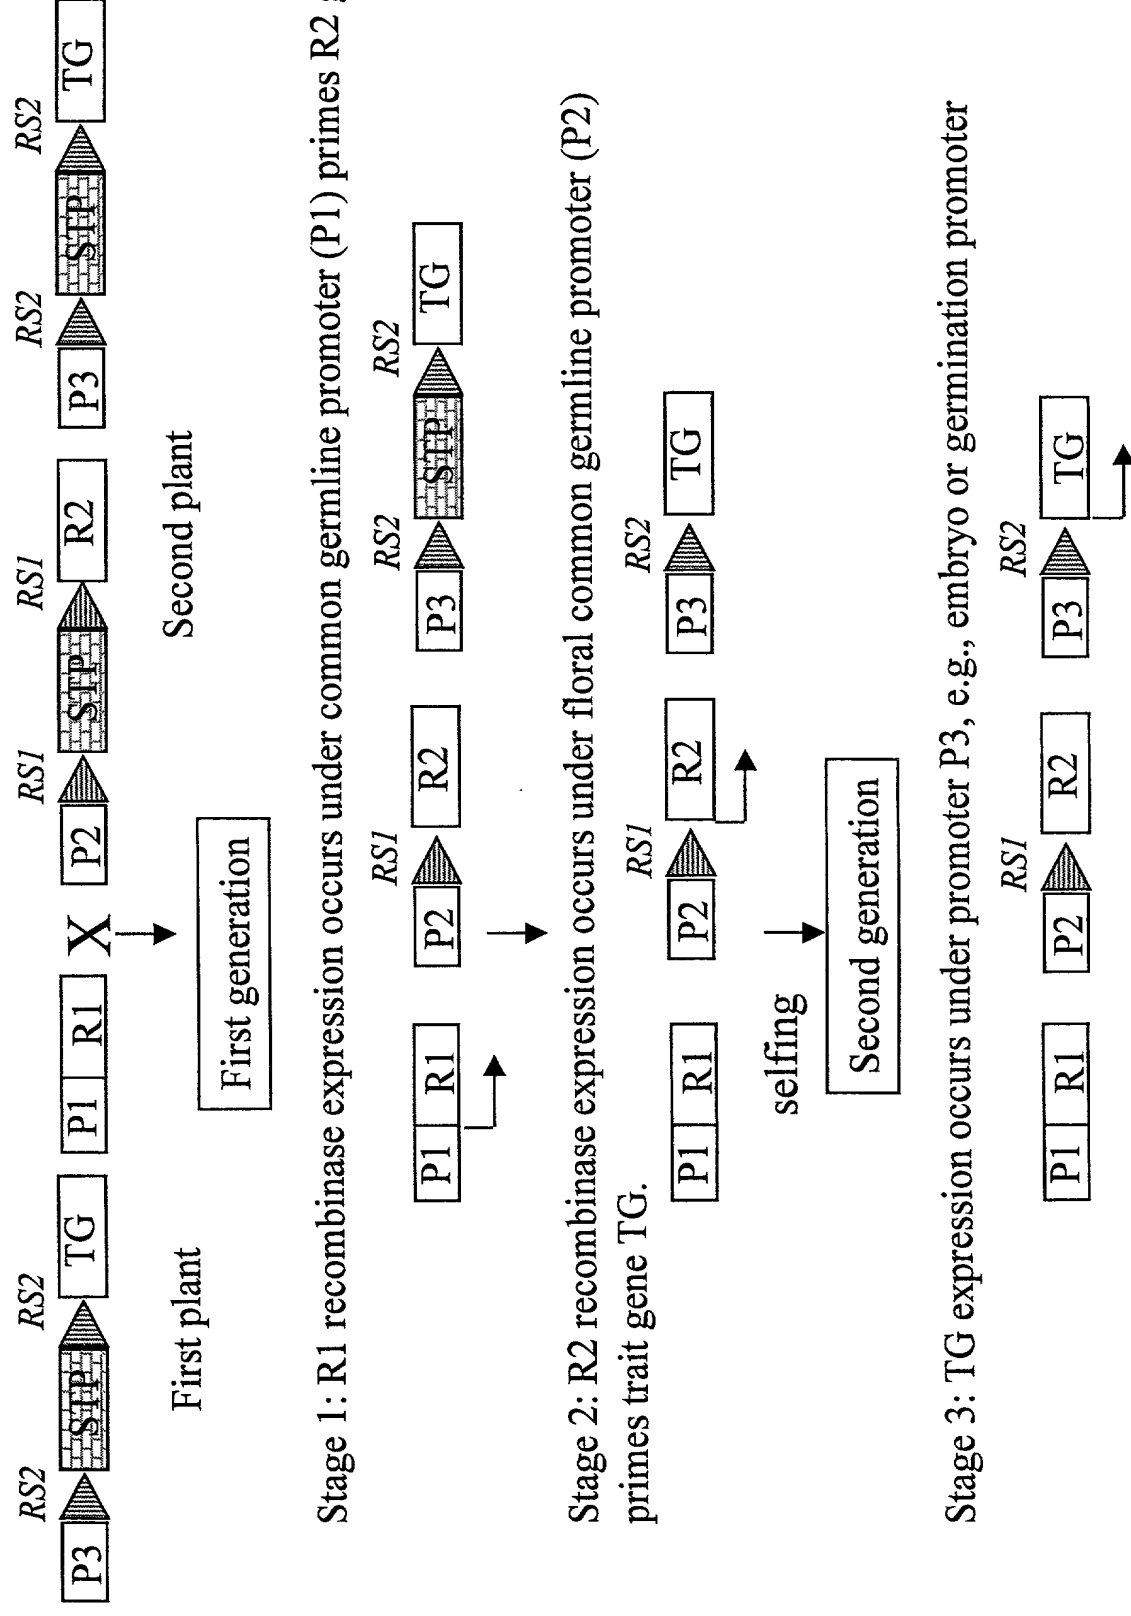 RS2 RS2 RS1 RS1 RS2 RS2
P3 STP TG P1 R1 X P2 STP R2 P3 STP TG
First plant Second plant
First generation
Stage 1: R1 recombinase expression occurs under common germline promoter (P1) primes R2
RS1 RS2 RS2
P1 R1 P2 R2 P3 STP TG
Stage 2: R2 recombinase expression occurs under floral common germline promoter (P2)
primes trait gene TG.
RS1 RS2
P1 R1 P2 R2 P3 TG
selfing
Second generation
Stage 3: TG expression occurs under promoter P3, e.g., embryo or germination promoter
RS1 RS2
P1 R1 P2 R2 P3 TG